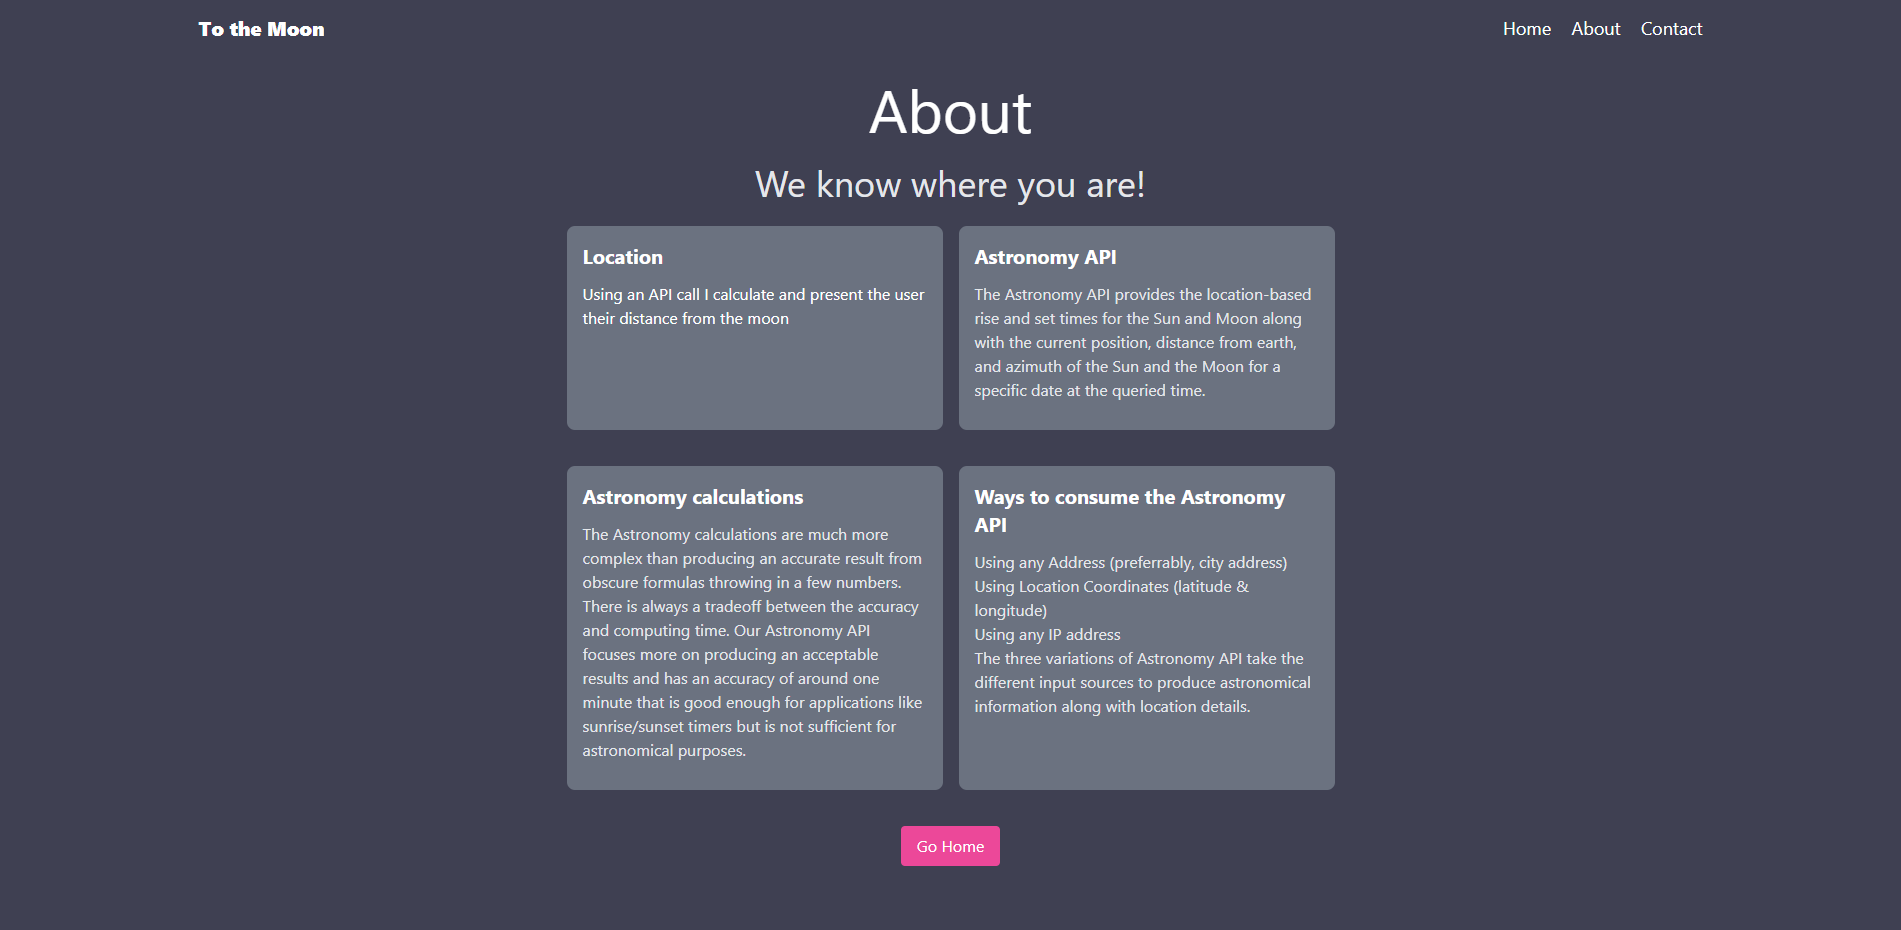 To the Moon
Home About Contact
About
We know where you are!
Location
Using an API call I calculate and present the user
their distance from the moon
Astronomy API
The Astronomy API provides the location-based
rise and set times for the Sun and Moon along
with the current position, distance from earth,
and azimuth of the Sun and the Moon for a
specific date at the queried time.
Astronomy calculations
The Astronomy calculations are much more
complex than producing an accurate result from
obscure formulas throwing in a few numbers.
There is always a tradeoff between the accuracy
and computing time. Our Astronomy API
focuses more on producing an acceptable
results and has an accuracy of around one
minute that is good enough for applications like
sunrise/sunset timers but is not sufficient for
astronomical purposes.
Ways to consume the Astronomy
API
Using any Address (preferrably, city address)
Using Location Coordinates (latitude &
longitude)
Using any IP address
The three variations of Astronomy API take the
different input sources to produce astronomical
information along with location details.
Go Home